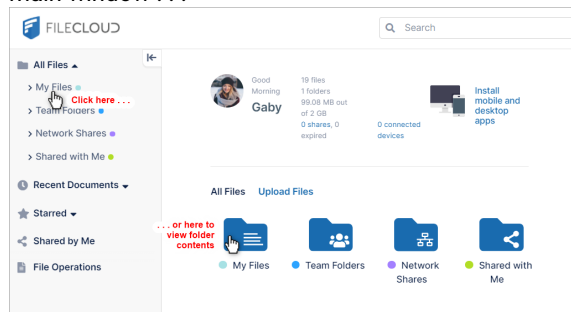 FILECLOUD
Search
All Files
My Files
Click here . . .
Team Folders
Network Shares
Shared with Me
Recent Documents
Starred
Shared by Me
File Operations
Good
Morning
Gaby
19 files
1 folders
99.08 MB out
of 2 GB
0 shares, 0
expired
0 connected
devices
Install
mobile and
desktop
apps
All Files Upload Files
. . . or here to
view folder
contents
My Files
Team Folders
Network
Shares
Shared with
Me